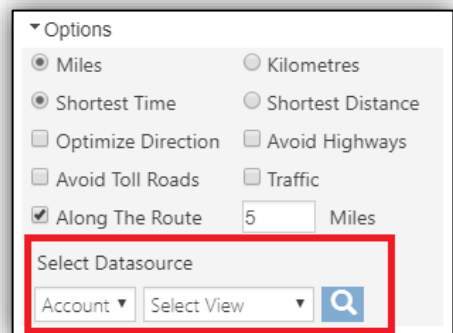 Options
Miles Kilometres
Shortest Time Shortest Distance
Optimize Direction Avoid Highways
Avoid Toll Roads Traffic
Along The Route 5 Miles
Select Datasource
Account Select View